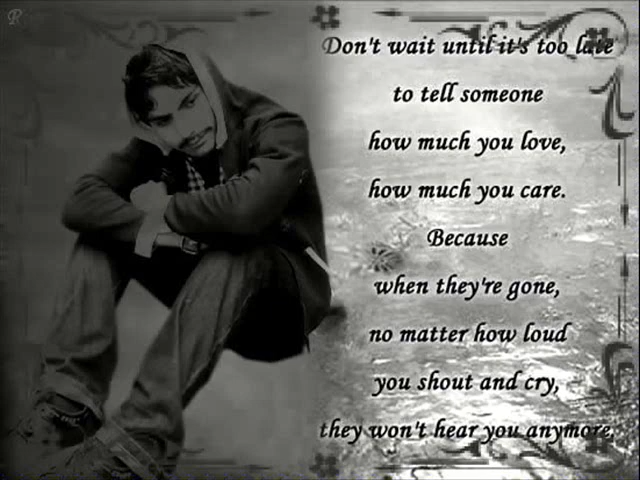 Don't wait until it's too late
to tell someone
how much you love,
how much you care.
Because
when they're gone,
no matter how loud
you shout and cry,
they won't hear you anymore.